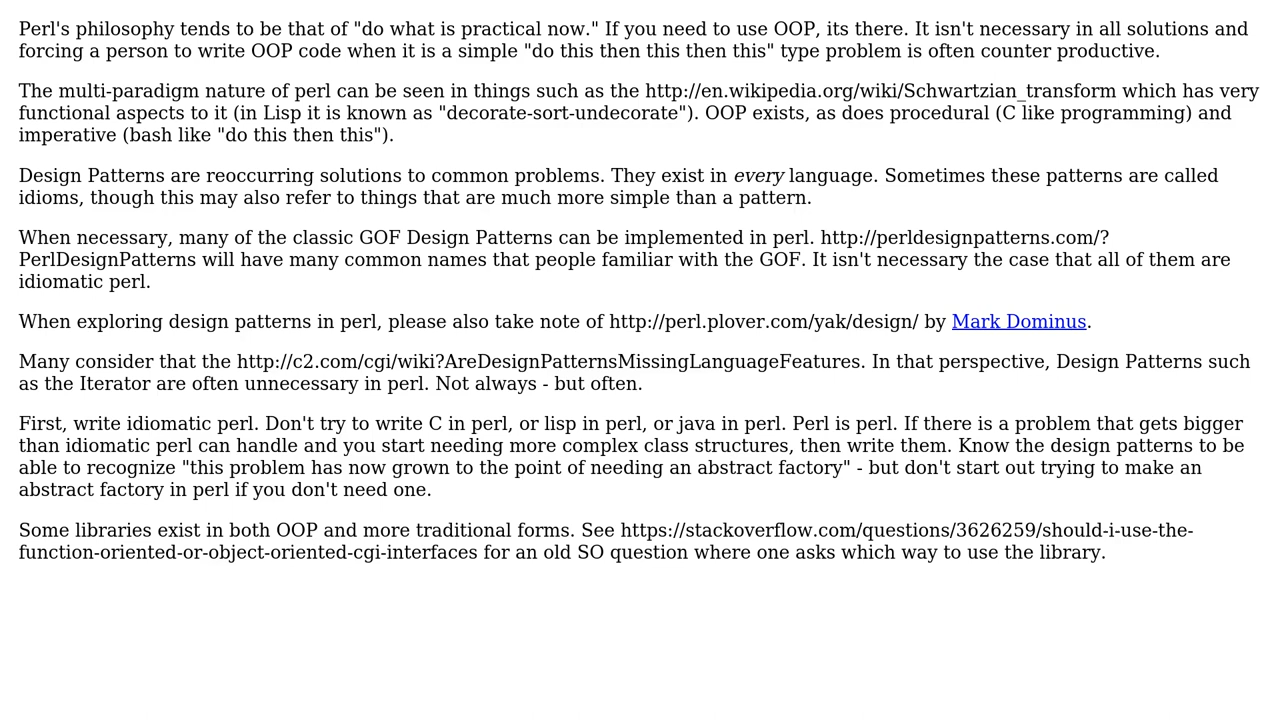 Perl's philosophy tends to be that of "do what is practical now." If you need to use OOP, its there. It isn't necessary in all solutions and
forcing a person to write OOP code when it is a simple "do this then this then this" type problem is often counter productive.
The multi-paradigm nature of perl can be seen in things such as the http://en.wikipedia.org/wiki/Schwartzian_transform which has very
functional aspects to it (in Lisp it is known as "decorate-sort-undecorate"). OOP exists, as does procedural (C like programming) and
imperative (bash like "do this then this").
Design Patterns are reoccurring solutions to common problems. They exist in every language. Sometimes these patterns are called
idioms, though this may also refer to things that are much more simple than a pattern.
When necessary, many of the classic GOF Design Patterns can be implemented in perl. http://perldesignpatterns.com/?
PerlDesignPatterns will have many common names that people familiar with the GOF. It isn't necessary the case that all of them are
idiomatic perl.
When exploring design patterns in perl, please also take note of http://perl.plover.com/yak/design/ by Mark Dominus.
Many consider that the http://c2.com/cgi/wiki?AreDesignPatternsMissingLanguageFeatures. In that perspective, Design Patterns such
as the Iterator are often unnecessary in perl. Not always - but often.
First, write idiomatic perl. Don't try to write C in perl, or lisp in perl, or java in perl. Perl is perl. If there is a problem that gets bigger
than idiomatic perl can handle and you start needing more complex class structures, then write them. Know the design patterns to be
able to recognize "this problem has now grown to the point of needing an abstract factory" - but don't start out trying to make an
abstract factory in perl if you don't need one.
Some libraries exist in both OOP and more traditional forms. See https://stackoverflow.com/questions/3626259/should-i-use-the-
function-oriented-or-object-oriented-cgi-interfaces for an old SO question where one asks which way to use the library.